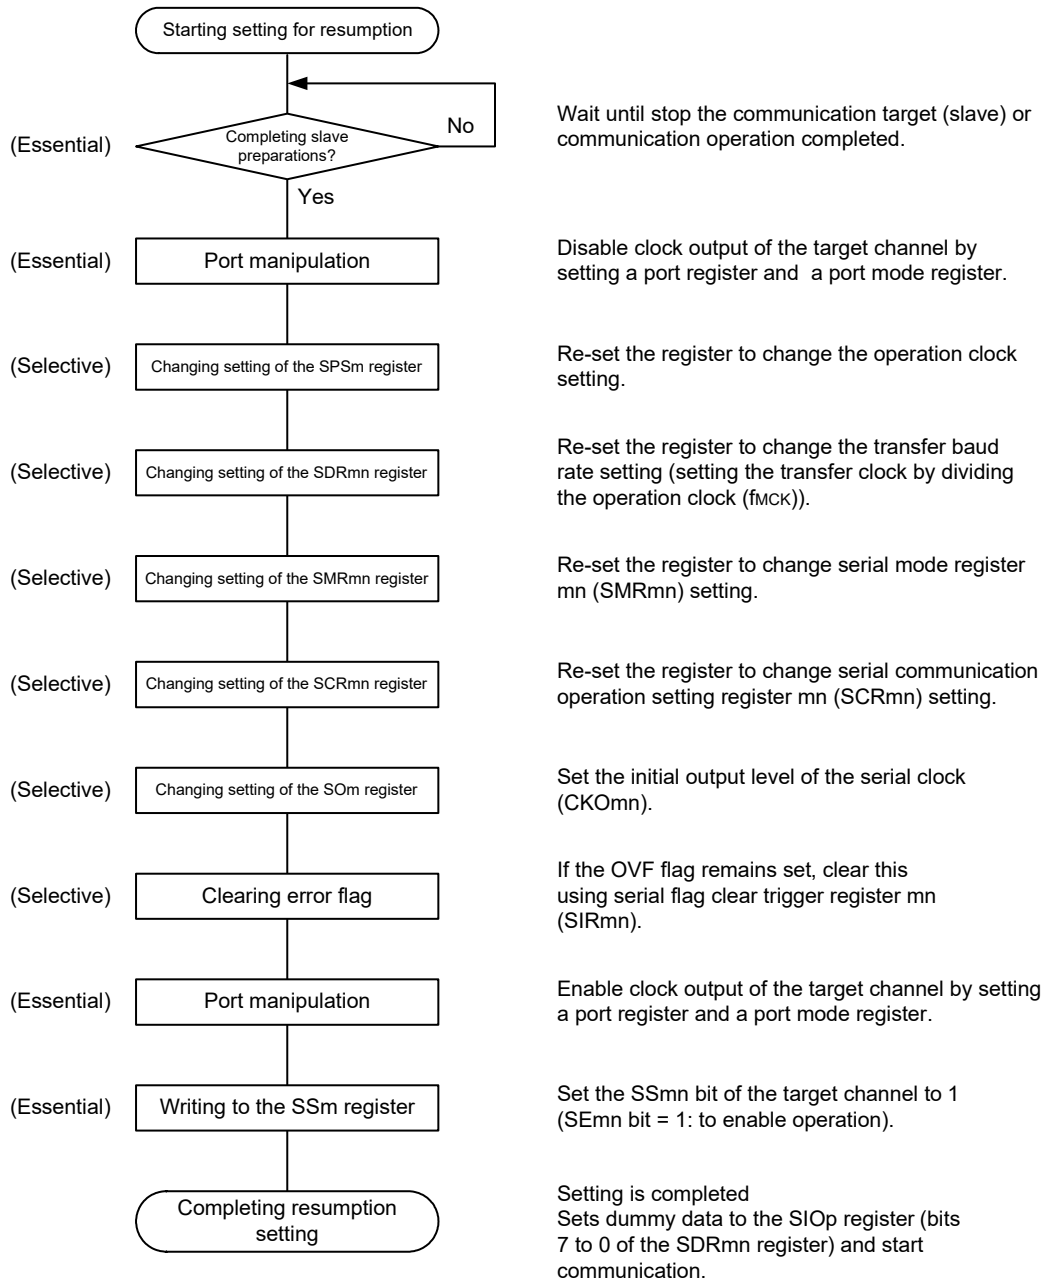 Starting setting for resumption
(Essential)
Completing slave
preparations?
No
Yes
Wait until stop the communication target (slave) or
communication operation completed.
(Essential)
Port manipulation
Disable clock output of the target channel by
setting a port register and a port mode register.
(Selective)
Changing setting of the SPSm register
Re-set the register to change the operation clock
setting.
(Selective)
Changing setting of the SDRmn register
Re-set the register to change the transfer baud
rate setting (setting the transfer clock by dividing
the operation clock (fMCK)).
(Selective)
Changing setting of the SMRmn register
Re-set the register to change serial mode register
mn (SMRmn) setting.
(Selective)
Changing setting of the SCRmn register
Re-set the register to change serial communication
operation setting register mn (SCRmn) setting.
(Selective)
Changing setting of the SOm register
Set the initial output level of the serial clock
(CKOmn).
(Selective)
Clearing error flag
If the OVF flag remains set, clear this
using serial flag clear trigger register mn
(SIRmn).
(Essential)
Port manipulation
Enable clock output of the target channel by setting
a port register and a port mode register.
(Essential)
Writing to the SSm register
Set the SSmn bit of the target channel to 1
(SEmn bit = 1: to enable operation).
Completing resumption
setting
Setting is completed
Sets dummy data to the SIOp register (bits
7 to 0 of the SDRmn register) and start
communication.